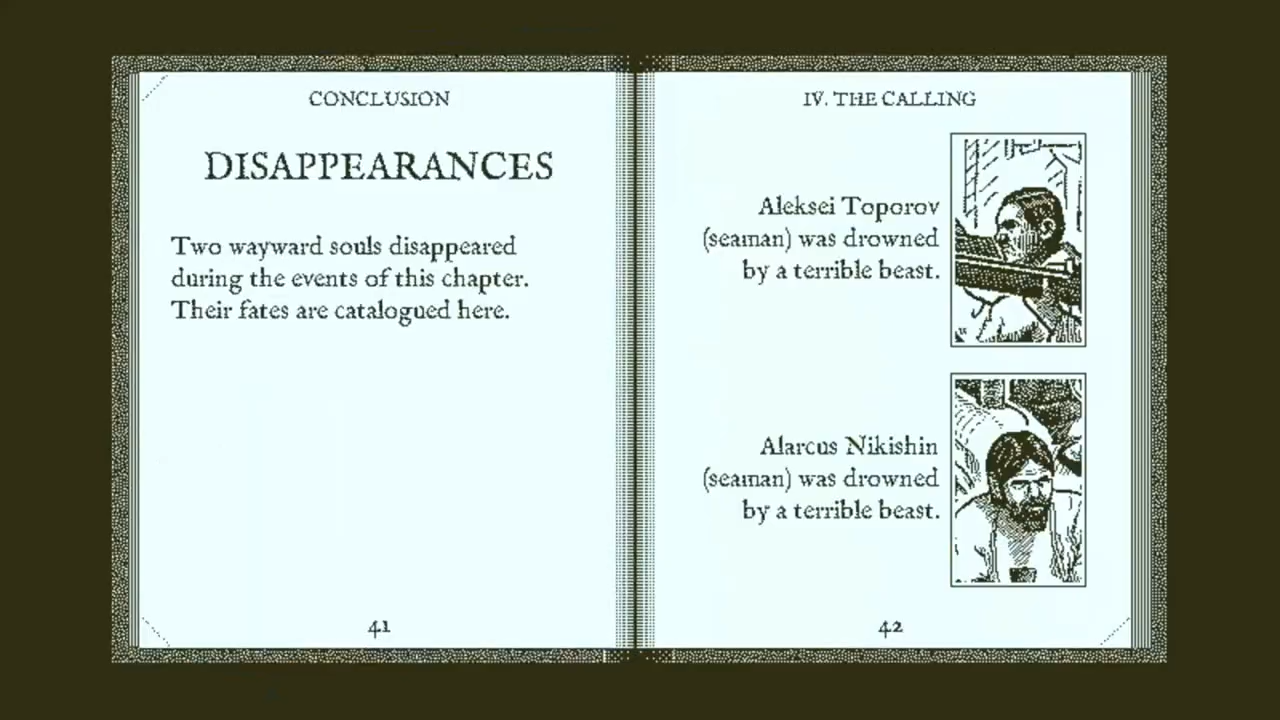 CONCLUSION
DISAPPEARANCES
Two wayward souls disappeared
during the events of this chapter.
Their fates are catalogued here.
41
IV. THE CALLING
Aleksei Toporov
(seaman) was drowned
by a terrible beast.
Alarcus Nikishin
(seaman) was drowned
by a terrible beast.
42